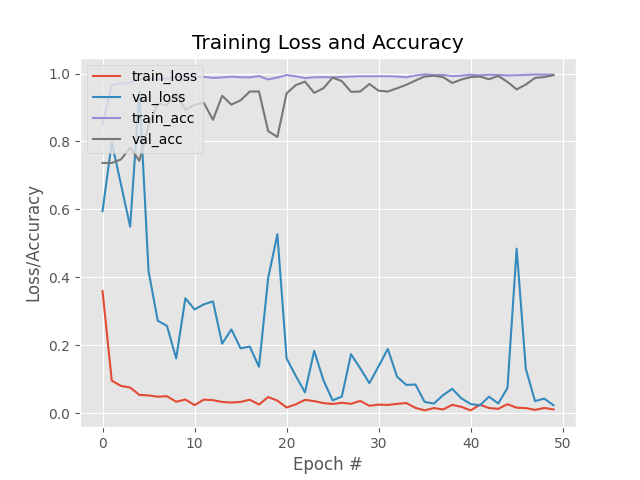 Training Loss and Accuracy
train_loss
val_loss
train_acc
val_acc
1.0
0.8
0.6
0.4
0.2
0.0
Loss/Accuracy
0 10 20 30 40 50
Epoch #